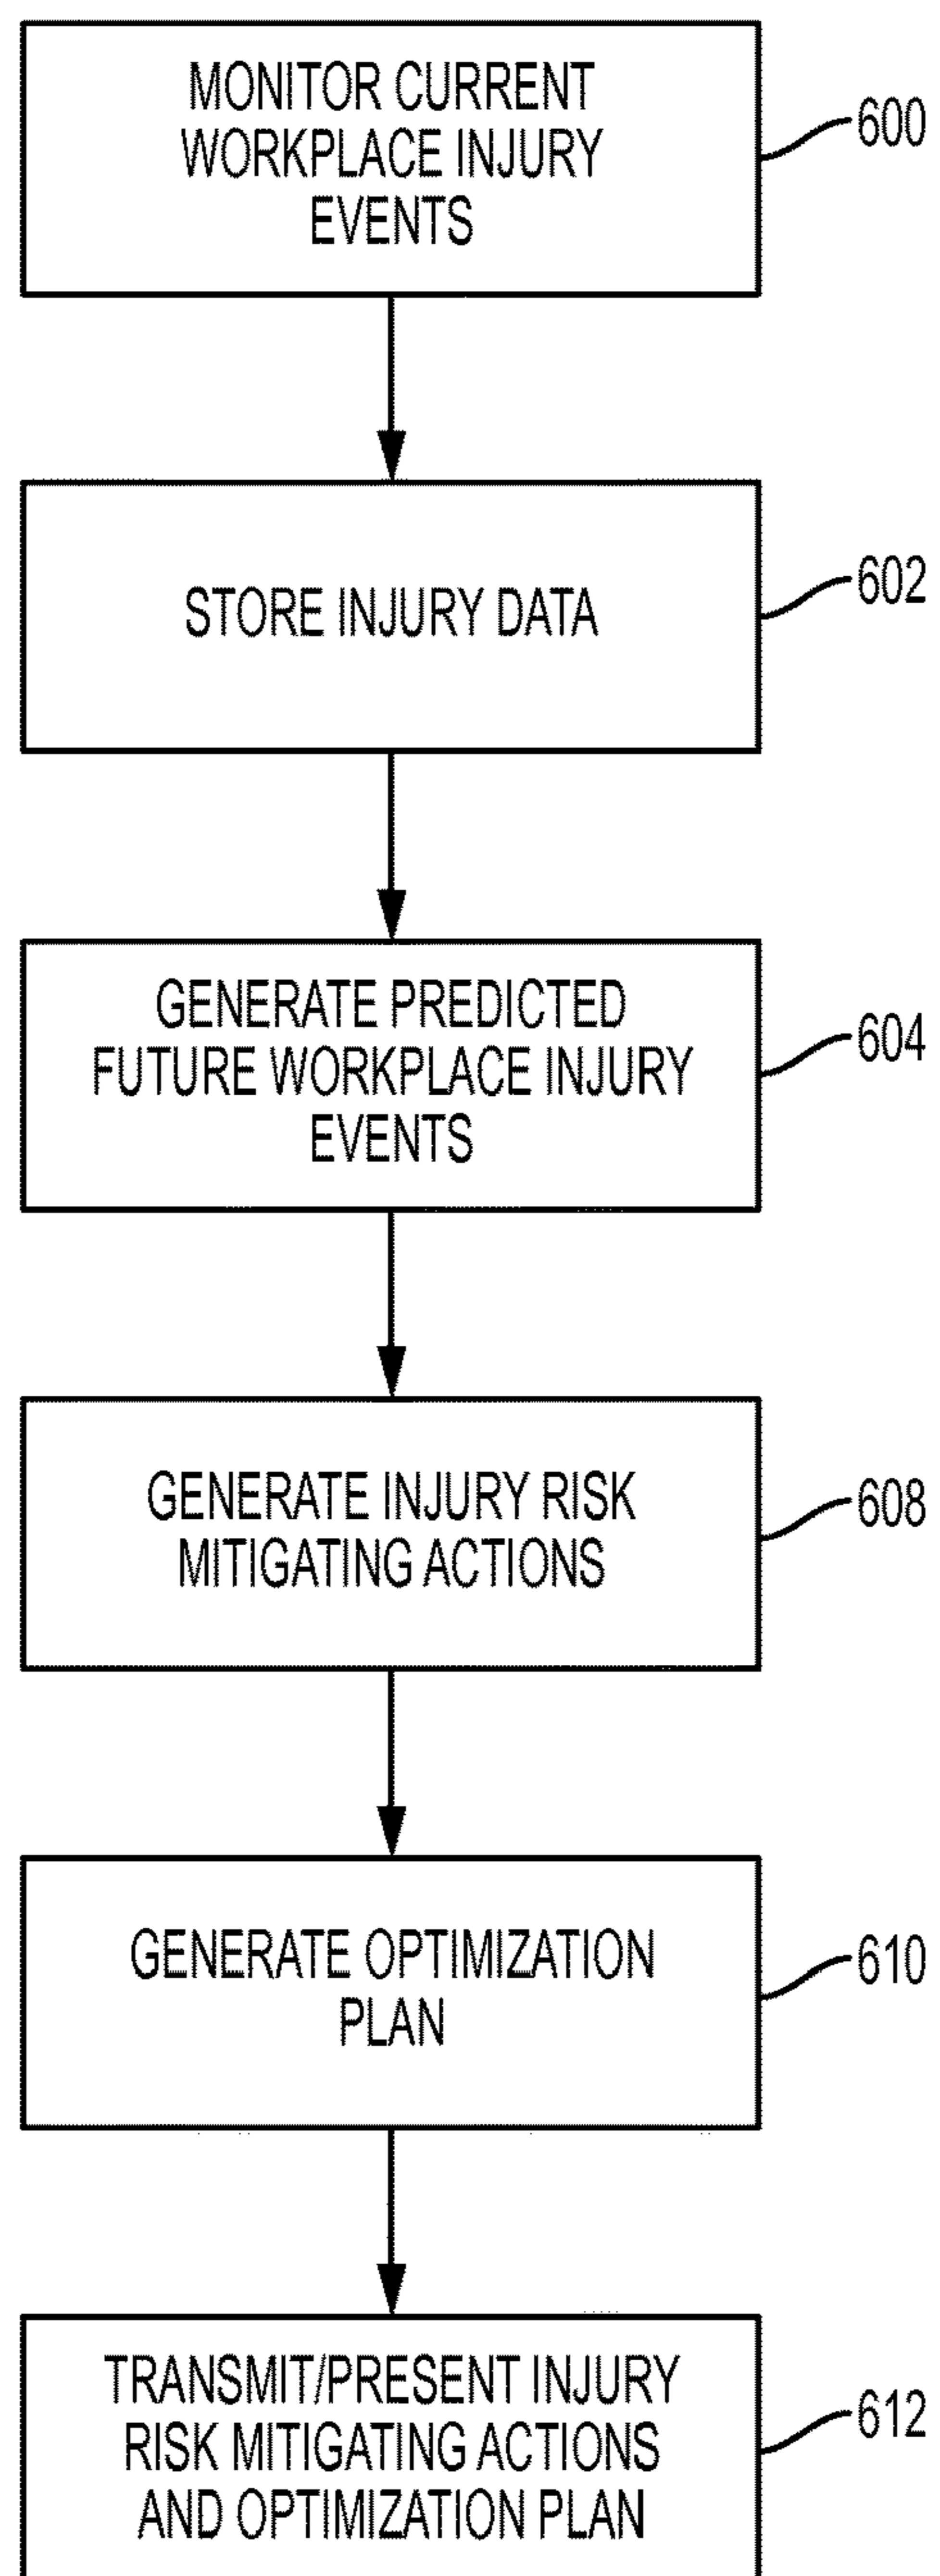 MONITOR CURRENT
WORKPLACE INJURY
EVENTS
600
STORE INJURY DATA
602
GENERATE PREDICTED
FUTURE WORKPLACE INJURY
EVENTS
604
GENERATE INJURY RISK
MITIGATING ACTIONS
608
GENERATE OPTIMIZATION
PLAN
610
TRANSMIT/PRESENT INJURY
RISK MITIGATING ACTIONS
AND OPTIMIZATION PLAN
612